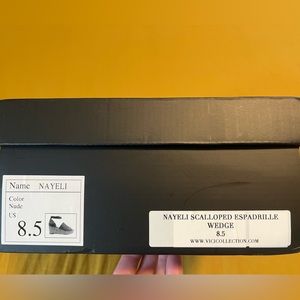 Name NAYELI
Color
Nude
US
8.5
NAYELI SCALLOPED ESPADRILLE
WEDGE
8.5
WWW.VICICOLLECTION.COM